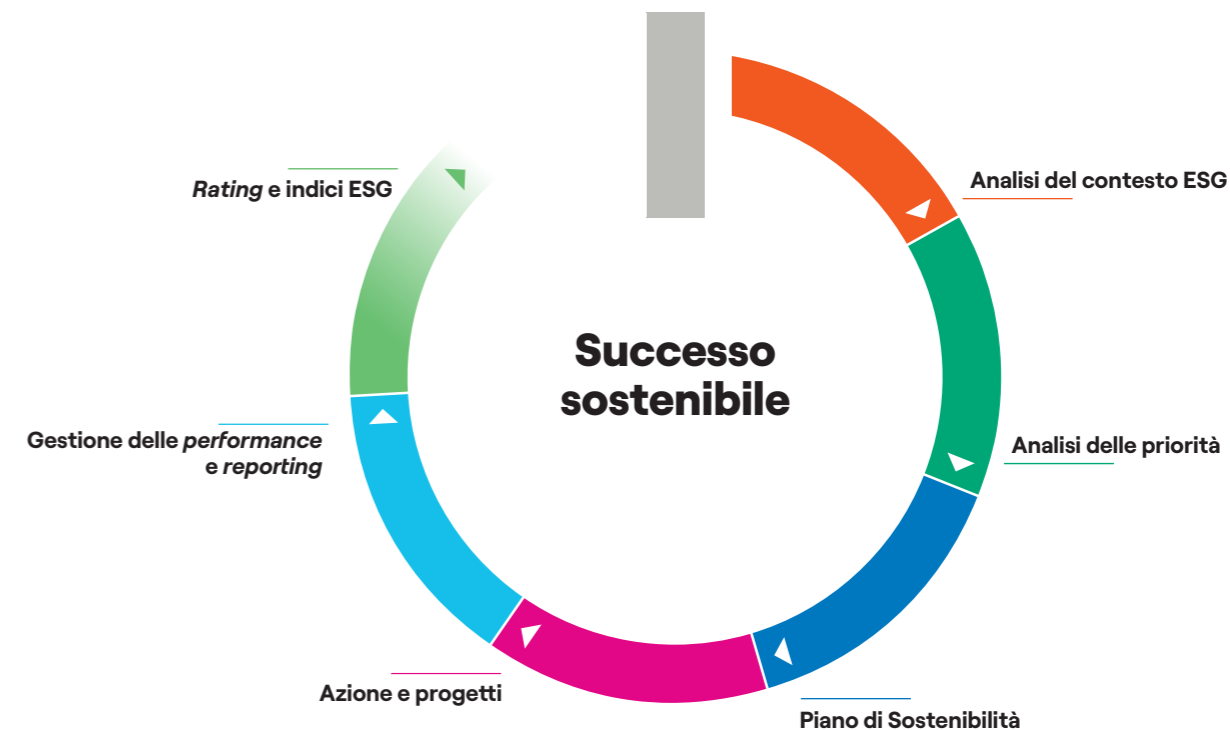 Successo
sostenibile
Analisi del contesto ESG
Analisi delle priorità
Piano di Sostenibilità
Azione e progetti
Gestione delle performance
e reporting
Rating e indici ESG